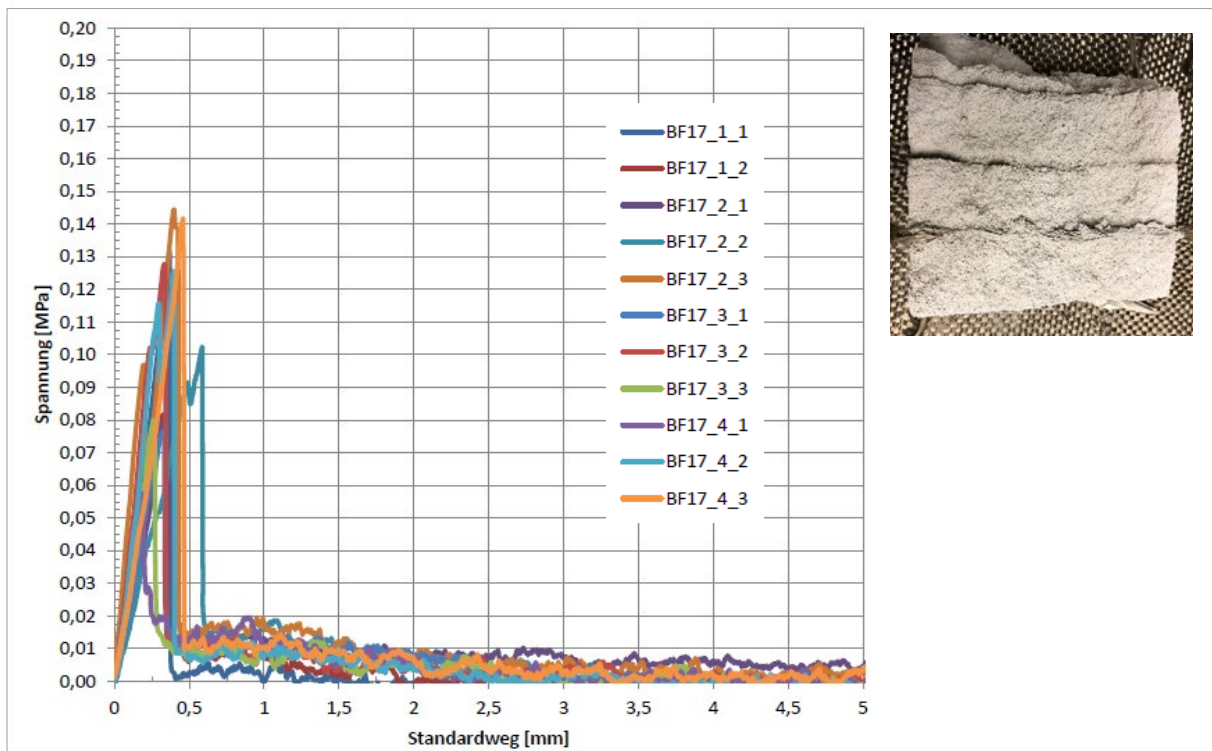 0,20
0,19
0,18
0,17
0,16
0,15
0,14
0,13
0,12
0,11
0,10
0,09
0,08
0,07
0,06
0,05
0,04
0,03
0,02
0,01
0,00
Spannung [MPa]
BF17_1_1
BF17_1_2
BF17_2_1
BF17_2_2
BF17_2_3
BF17_3_1
BF17_3_2
BF17_3_3
BF17_4_1
BF17_4_2
BF17_4_3
0 0,5 1 1,5 2 2,5 3 3,5 4 4,5 5
Standardweg [mm]